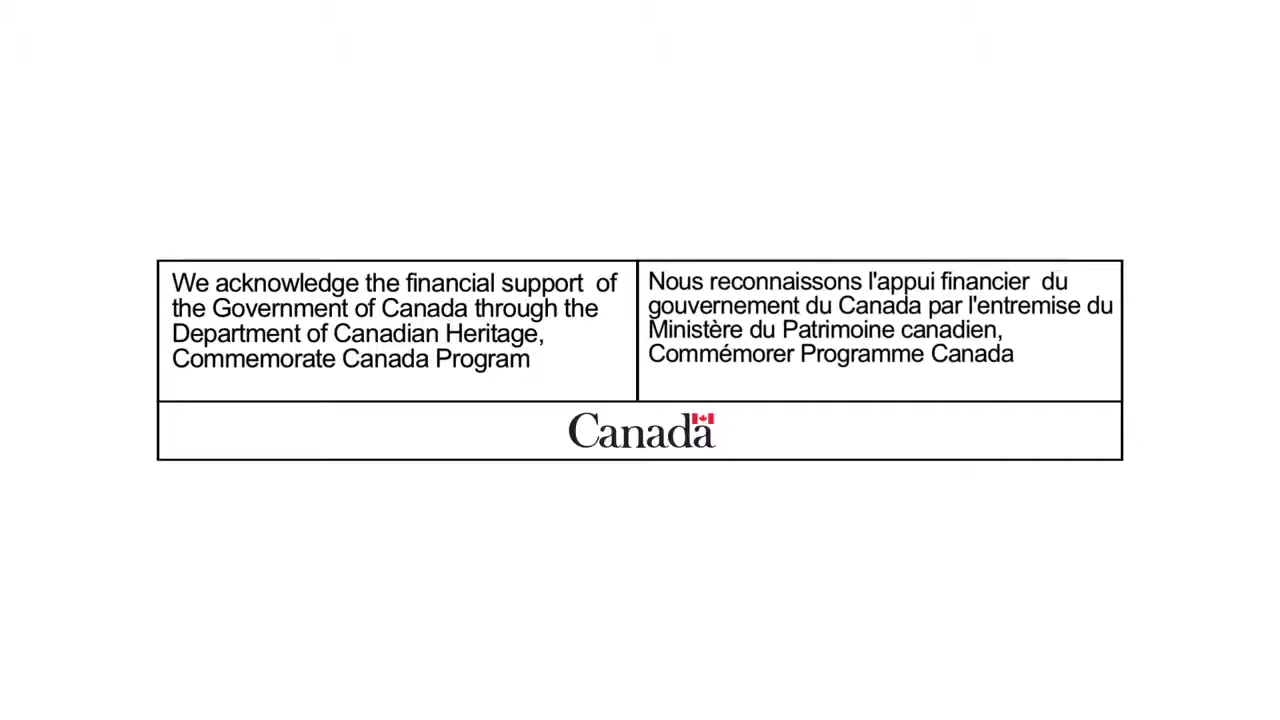 We acknowledge the financial support  of
the Government of Canada through the
Department of Canadian Heritage,
Commemorate Canada Program
Nous reconnaissons l'appui financier  du
gouvernement du Canada par l'entremise du
Ministère du Patrimoine canadien,
Commémorer Programme Canada
Canada